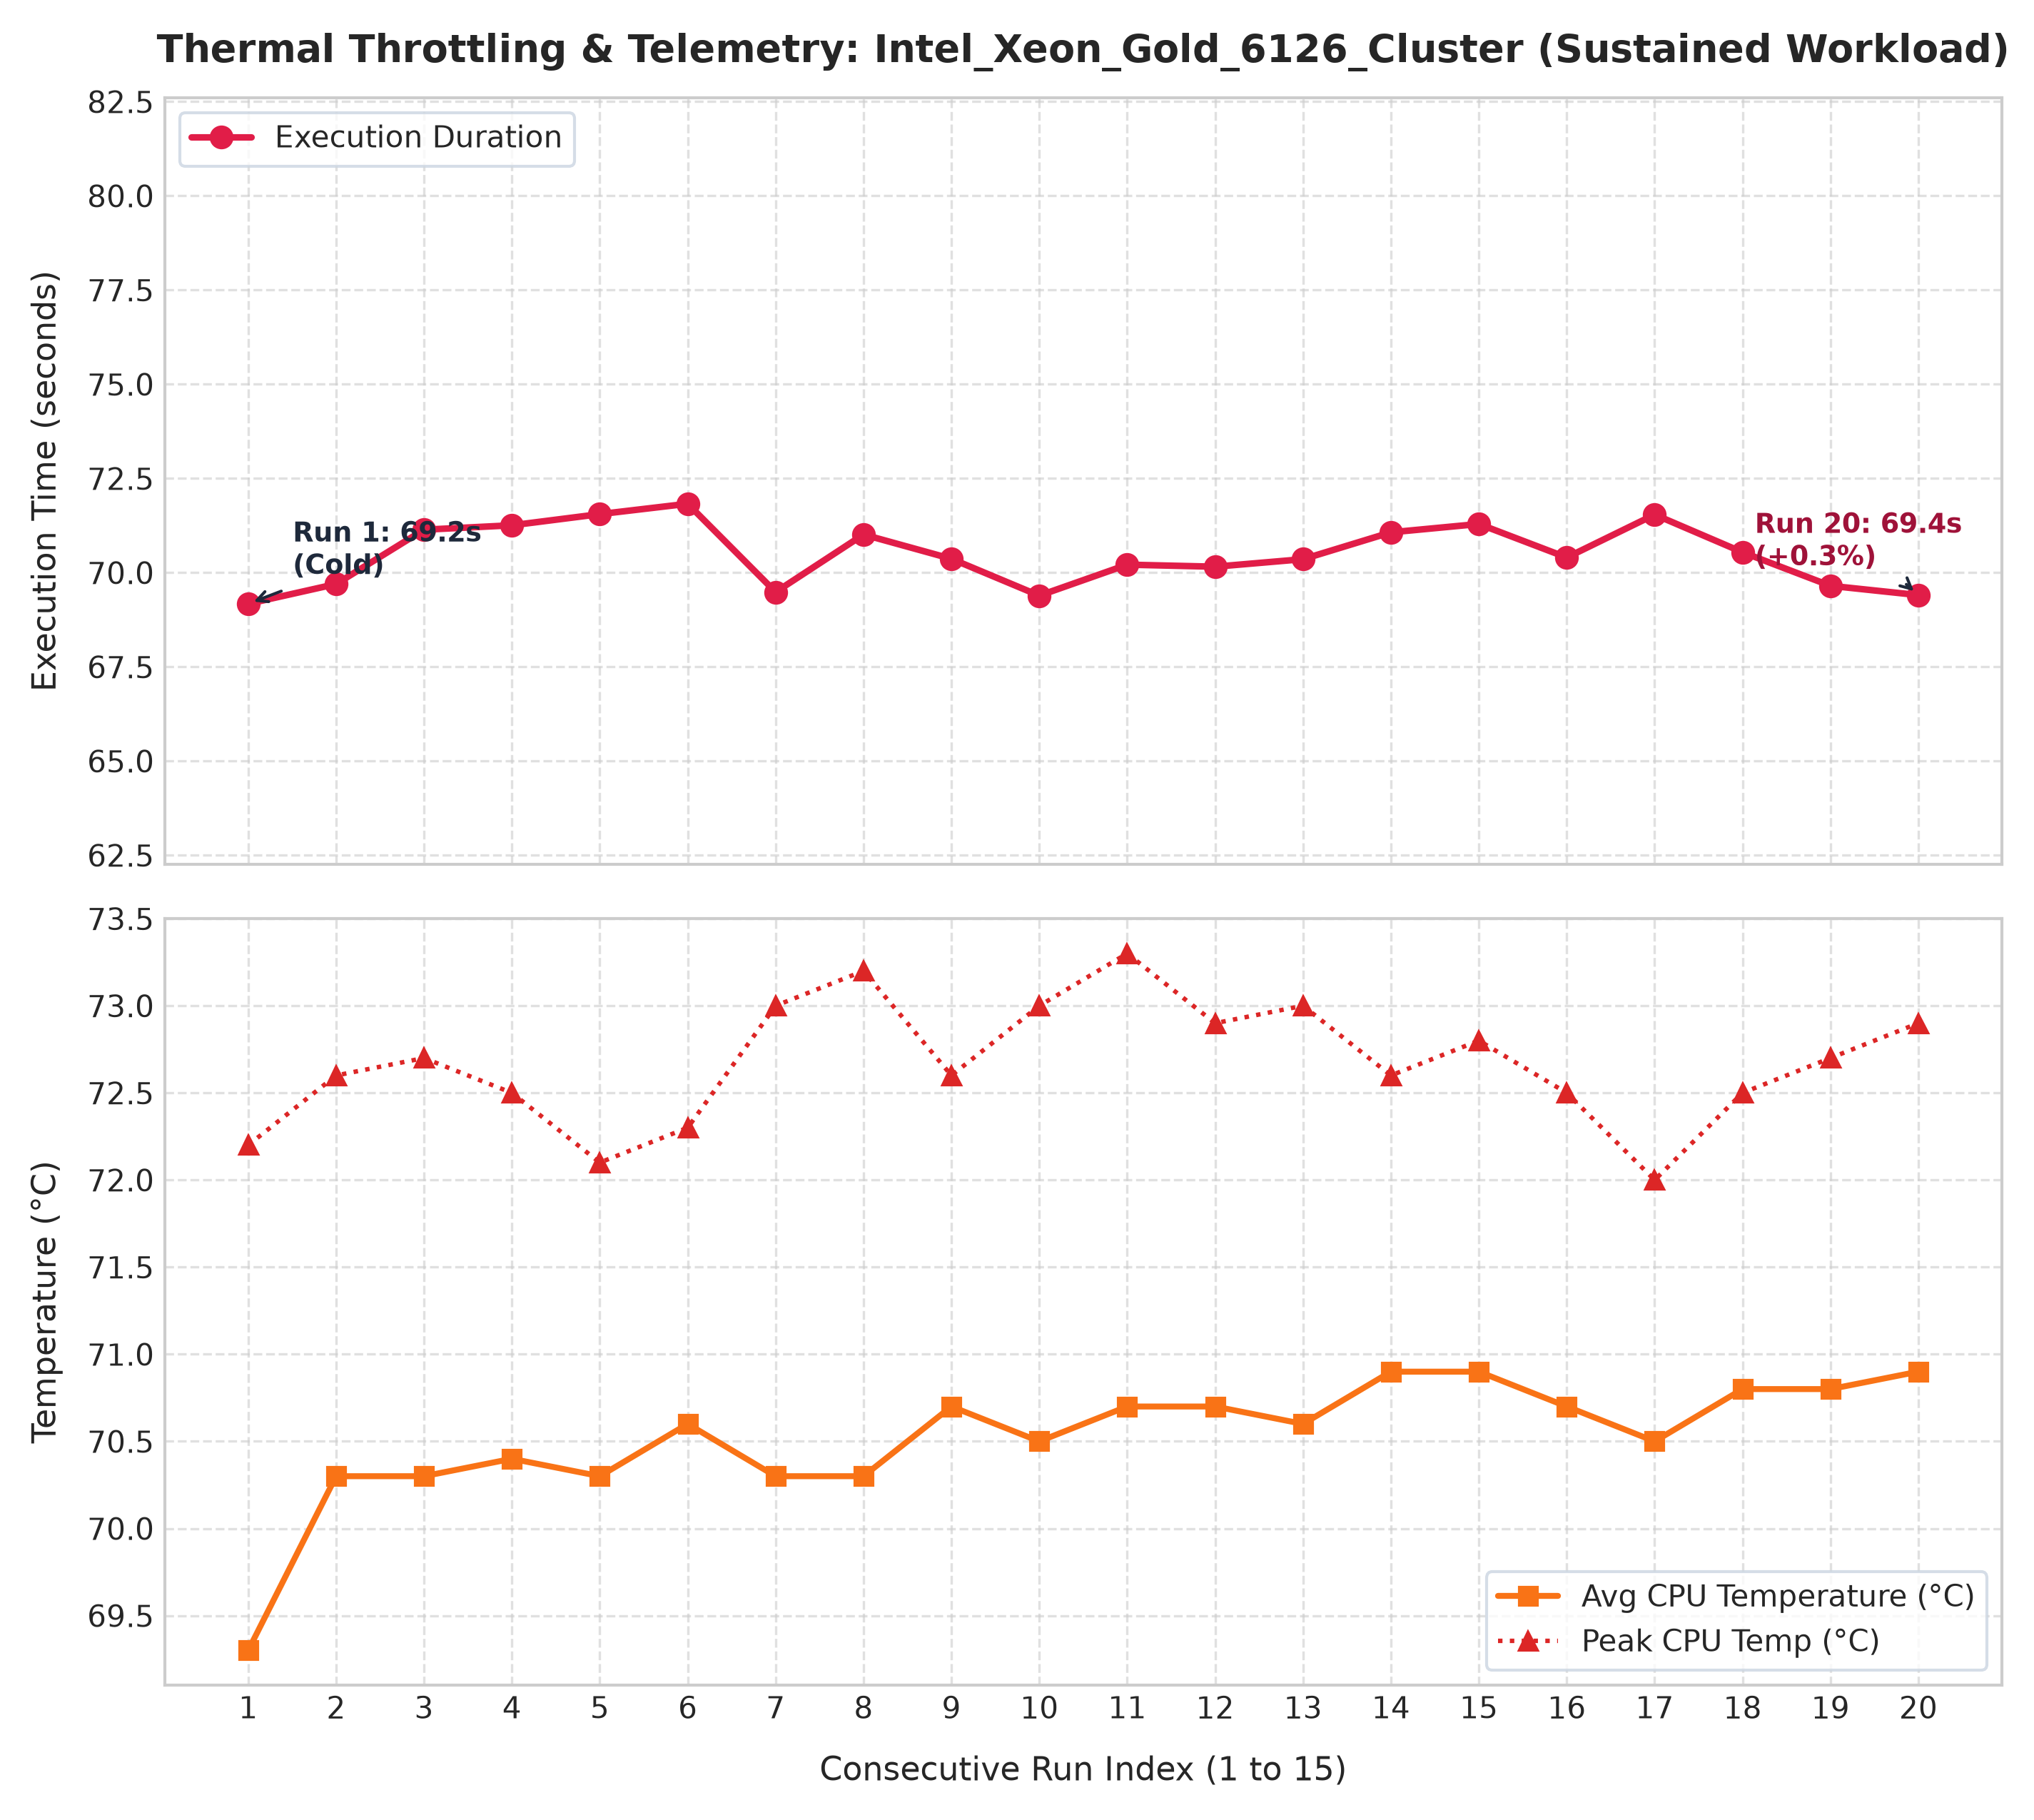 Thermal Throttling & Telemetry: Intel_Xeon_Gold_6126_Cluster (Sustained Workload)
Execution Time (seconds)
82.5
80.0
77.5
75.0
72.5
70.0
67.5
65.0
62.5
Execution Duration
Run 1: 69.2s
(Cold)
Run 20: 69.4s
(+0.3%)
Temperature (°C)
73.5
73.0
72.5
72.0
71.5
71.0
70.5
70.0
69.5
Avg CPU Temperature (°C)
Peak CPU Temp (°C)
1 2 3 4 5 6 7 8 9 10 11 12 13 14 15 16 17 18 19 20
Consecutive Run Index (1 to 15)